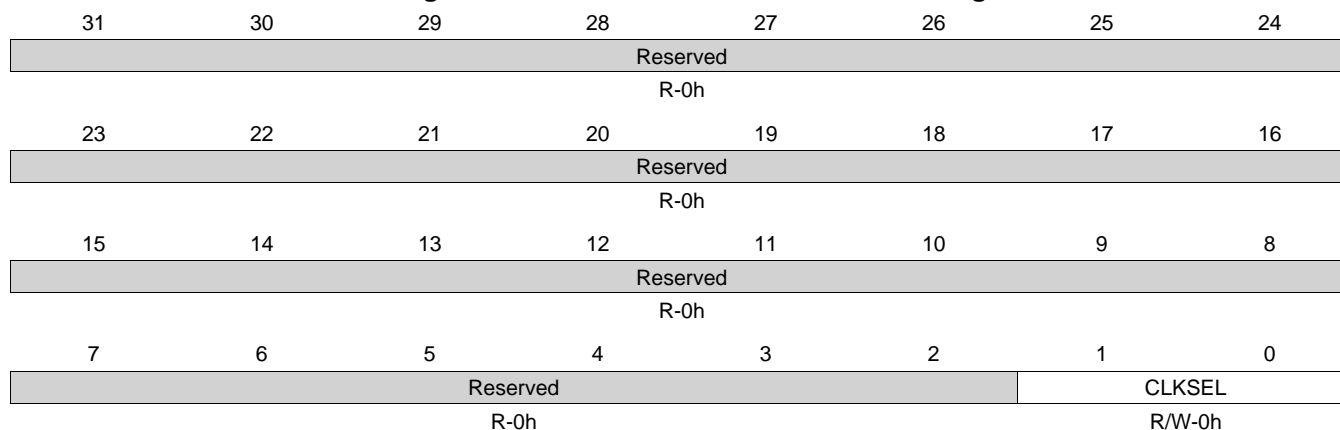 31 30 29 28 27 26 25 24
Reserved
R-0h
23 22 21 20 19 18 17 16
Reserved
R-0h
15 14 13 12 11 10 9 8
Reserved
R-0h
7 6 5 4 3 2 1 0
Reserved CLKSEL
R-0h R/W-0h